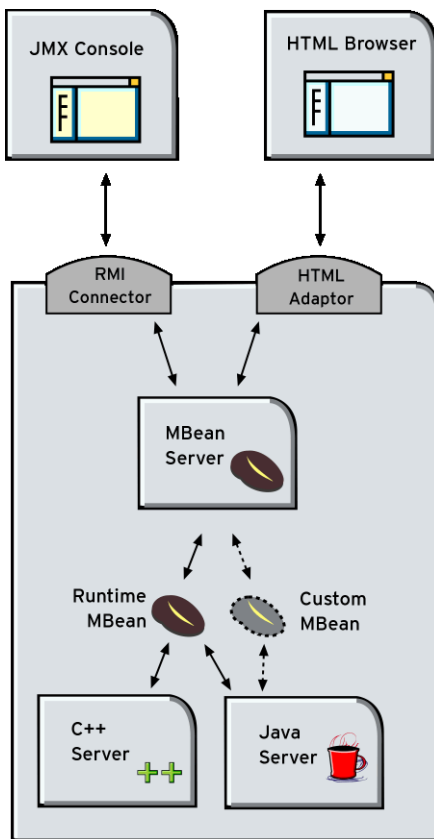 JMX Console
HTML Browser
RMI
Connector
HTML
Adaptor
MBean
Server
Runtime
MBean
Custom
MBean
C++
Server
++
Java
Server